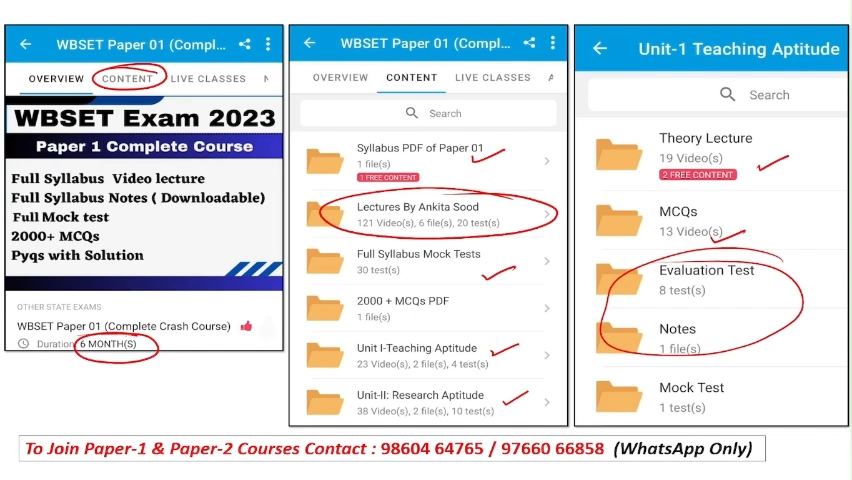 WBSET Paper 01 (Compl...
OVERVIEW CONTENT LIVE CLASSES
WBSET Exam 2023
Paper 1 Complete Course
Full Syllabus Video lecture
Full Syllabus Notes ( Downloadable)
Full Mock test
2000+ MCQs
Pyqs with Solution
OTHER STATE EXAMS
WBSET Paper 01 (Complete Crash Course)
Duration 6 MONTH(S)
WBSET Paper 01 (Compl...
OVERVIEW CONTENT LIVE CLASSES
Search
Syllabus PDF of Paper 01
1 file(s)
1 FREE CONTENT
Lectures By Ankita Sood
121 Video(s), 6 file(s), 20 test(s)
Full Syllabus Mock Tests
30 test(s)
2000 + MCQs PDF
1 file(s)
Unit I-Teaching Aptitude
23 Video(s), 2 file(s), 4 test(s)
Unit-II: Research Aptitude
38 Video(s), 2 file(s), 10 test(s)
Unit-1 Teaching Aptitude
Search
Theory Lecture
19 Video(s)
2 FREE CONTENT
MCQs
13 Video(s)
Evaluation Test
8 test(s)
Notes
1 file(s)
Mock Test
1 test(s)
To Join Paper-1 & Paper-2 Courses Contact : 98604 64765 / 97660 66858 (WhatsApp Only)